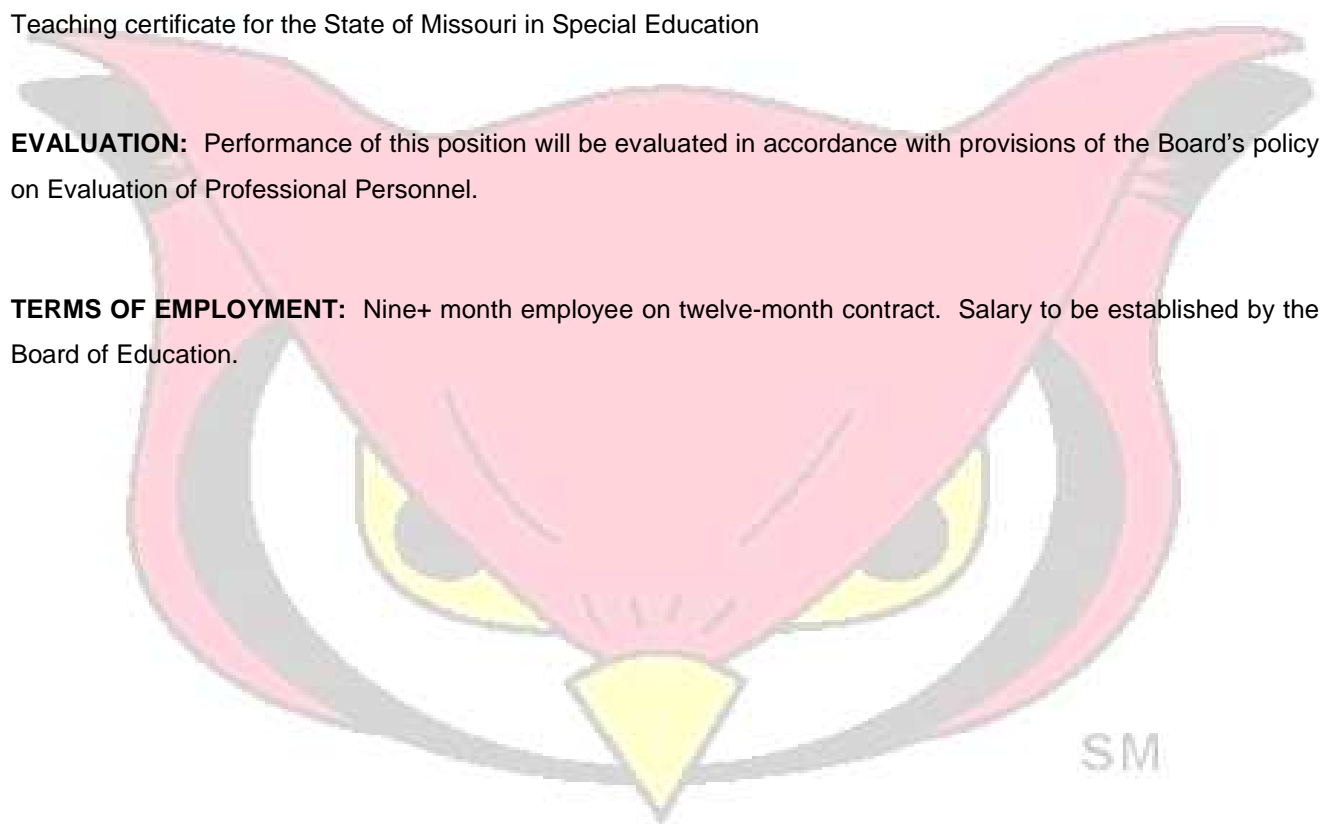 Teaching certificate for the State of Missouri in Special Education
EVALUATION:  Performance of this position will be evaluated in accordance with provisions of the Board’s policy
on Evaluation of Professional Personnel.
TERMS OF EMPLOYMENT:  Nine+ month employee on twelve-month contract.  Salary to be established by the
Board of Education.
SM